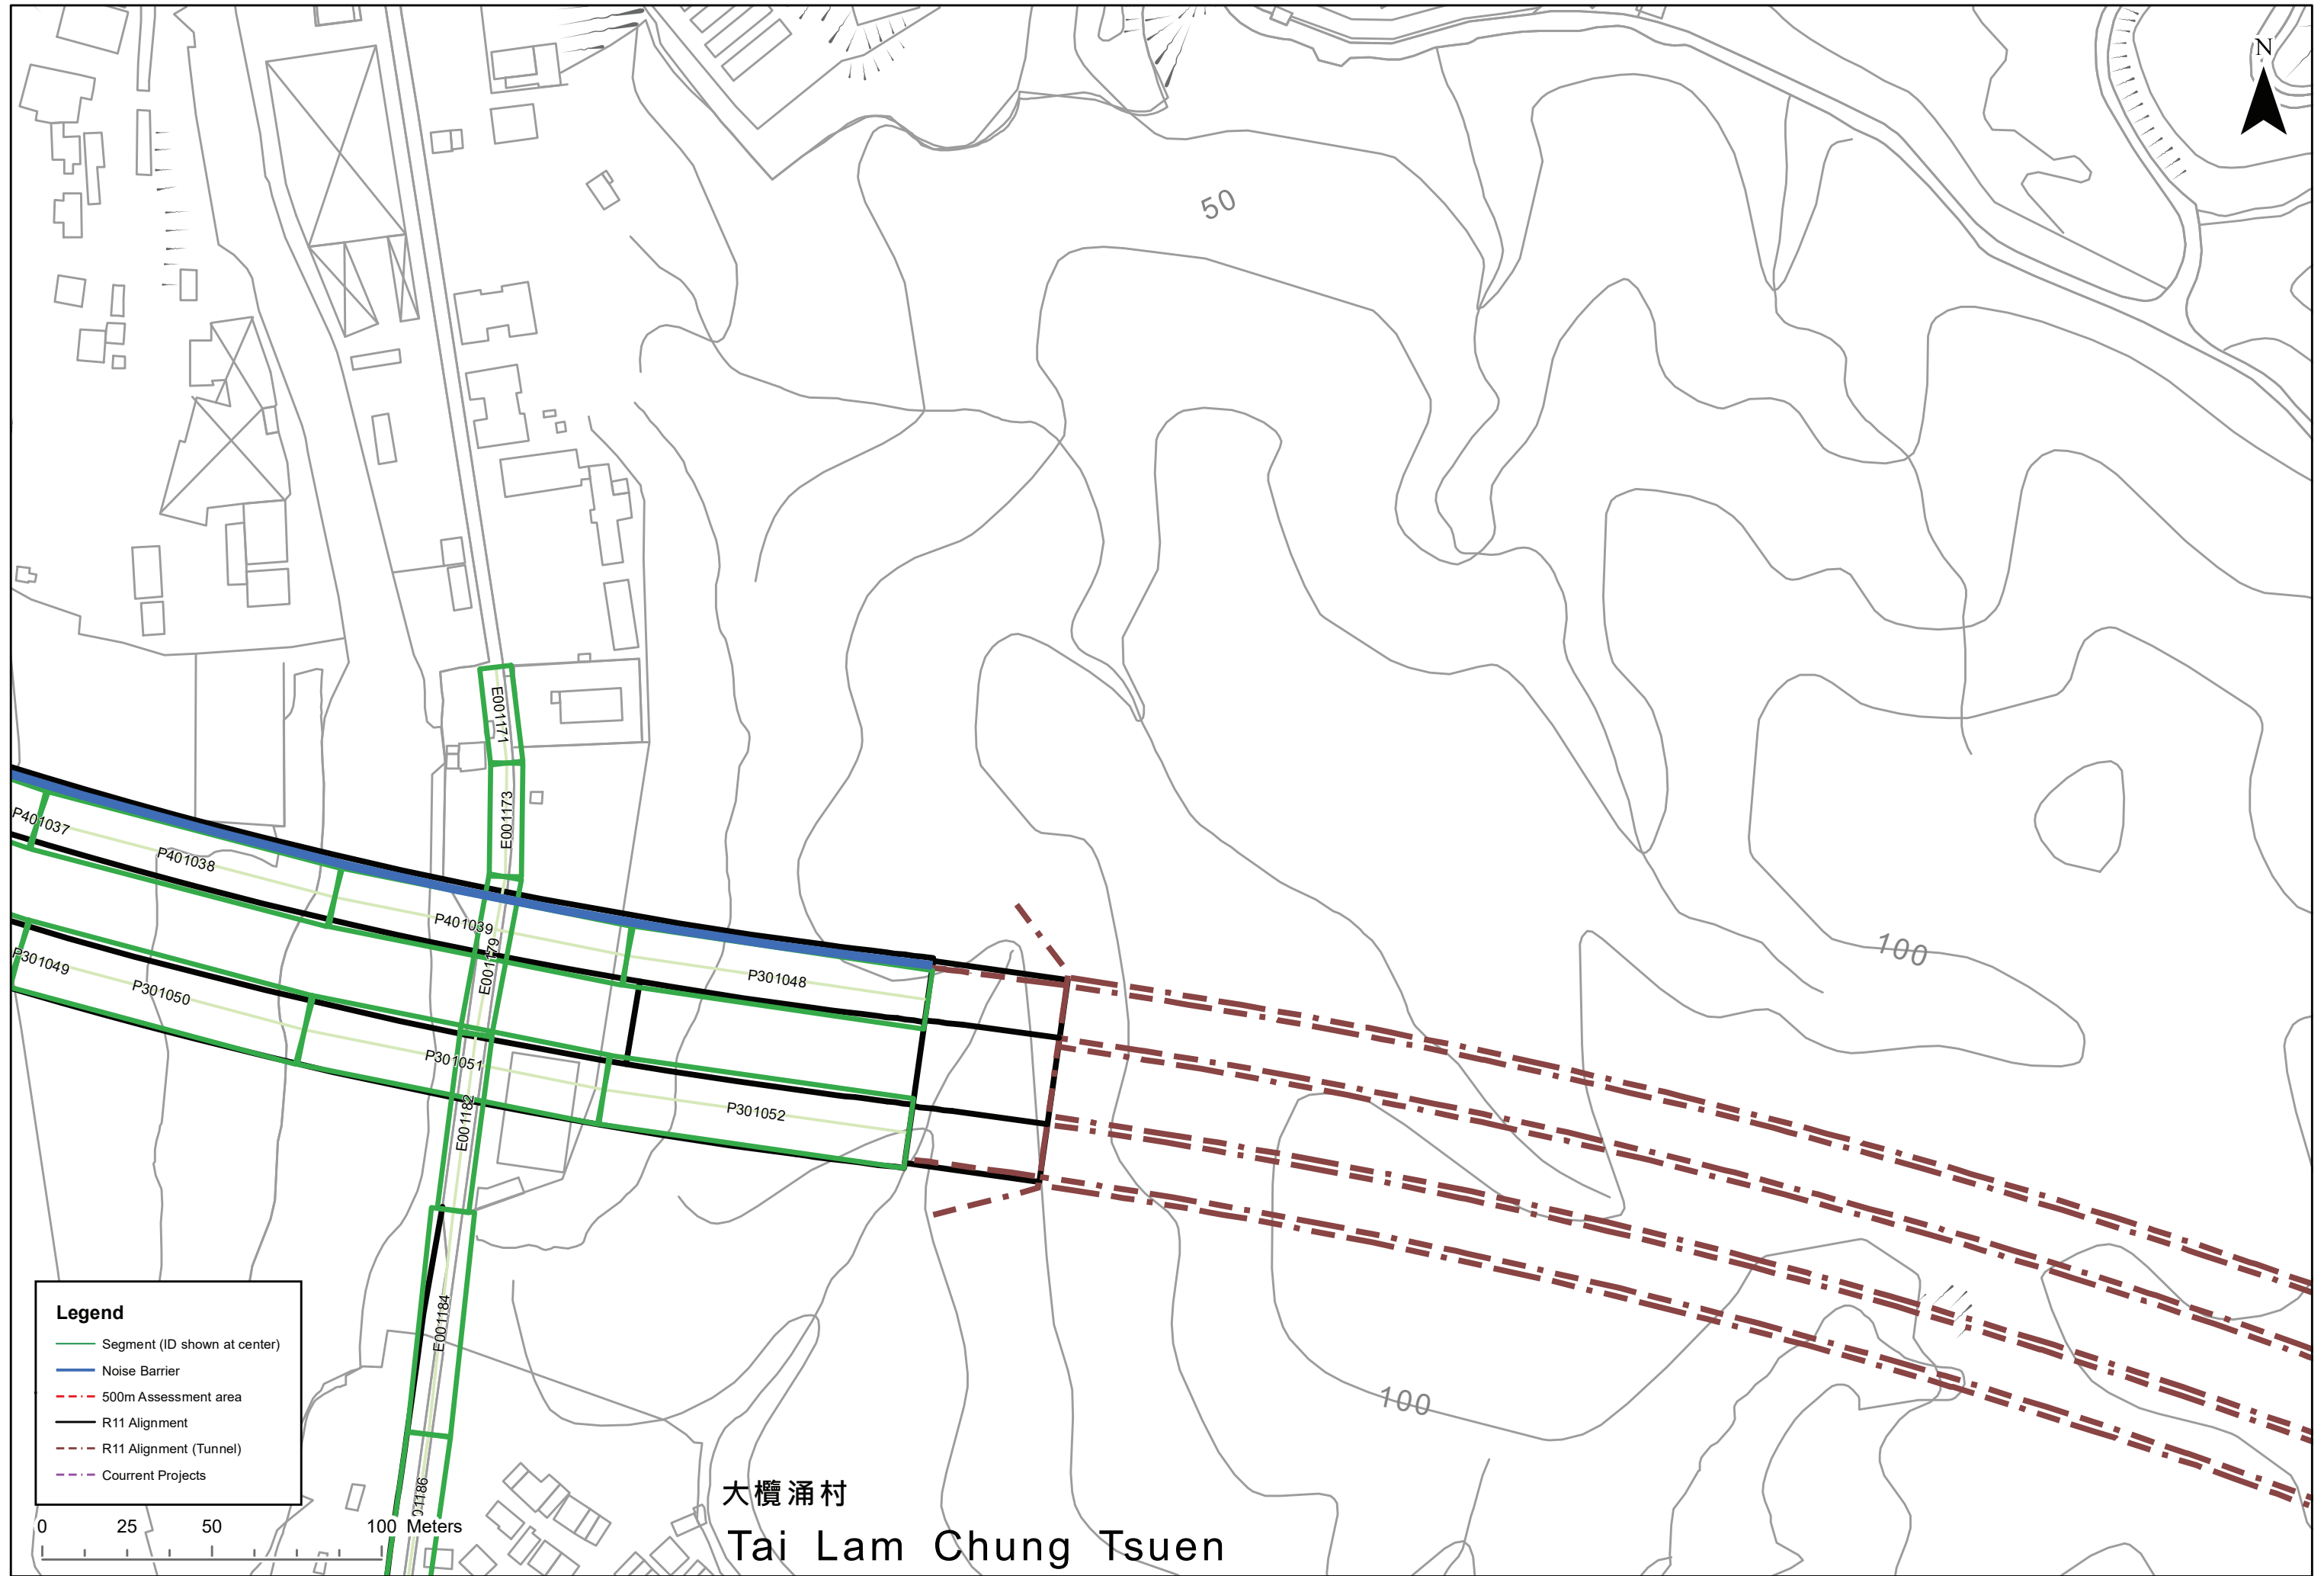 N
50
E001171
E001173
P401037
P401038
P401039
E001179
P301048
P301049
P301050
P301051
P301052
E001182
100
100
E001184
01186
Legend
Segment (ID shown at center)
Noise Barrier
500m Assessment area
R11 Alignment
R11 Alignment (Tunnel)
Courrent Projects
0 25 50 100 Meters
大欖涌村
Tai Lam Chung Tsuen